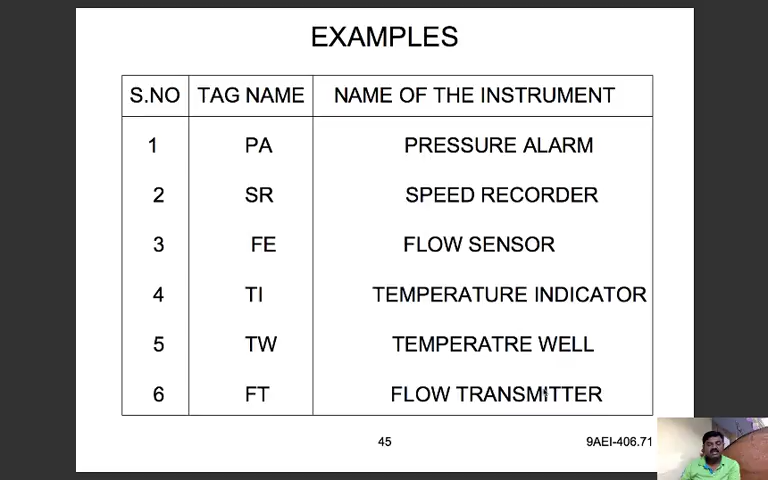 EXAMPLES
S.NO TAG NAME NAME OF THE INSTRUMENT
1 PA PRESSURE ALARM
2 SR SPEED RECORDER
3 FE FLOW SENSOR
4 TI TEMPERATURE INDICATOR
5 TW TEMPERATRE WELL
6 FT FLOW TRANSMITTER
45 9AEI-406.71